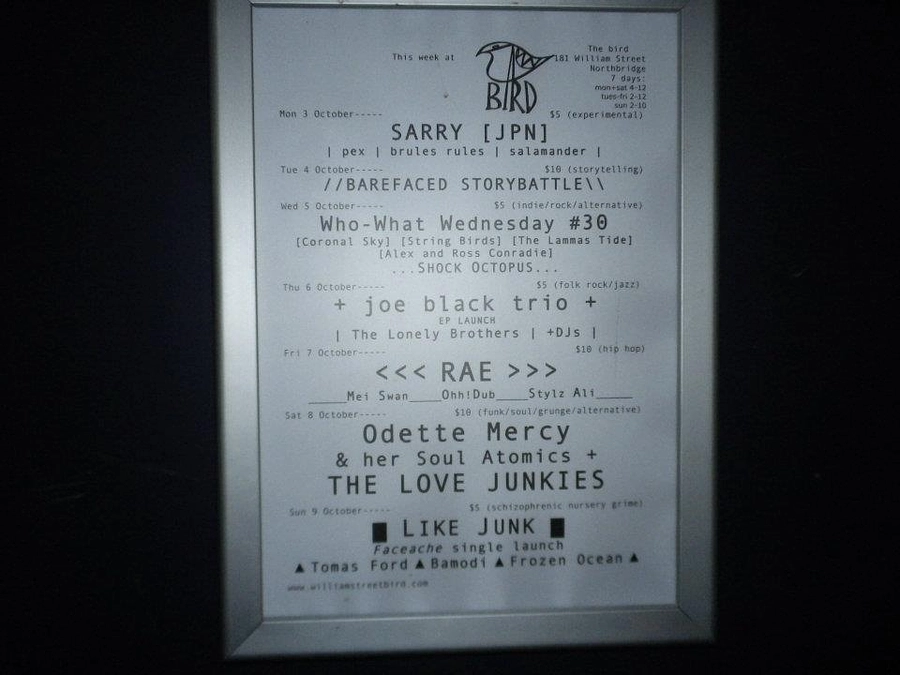 This week at
BIRD
The bird
181 William Street
Northbridge
7 days:
mon+sat 4-12
tues-fri 2-12
sun 2-10
Mon 3 October----- $5 (experimental)
SARRY [JPN]
| pex | brules rules | salamander |
Tue 4 October----- $10 (storytelling)
//BAREFACED STORYBATTLE\\
Wed 5 October----- $5 (indie/rock/alternative)
Who-What Wednesday #30
[Coronal Sky] [String Birds] [The Lammas Tide]
[Alex and Ross Conradie]
...SHOCK OCTOPUS...
Thu 6 October----- $5 (folk rock/jazz)
+ joe black trio +
EP LAUNCH
| The Lonely Brothers | +DJs |
Fri 7 October----- $10 (hip hop)
<<< RAE >>>
_____Mei Swan____Ohh!Dub____Stylz Ali_____
Sat 8 October----- $10 (funk/soul/grunge/alternative)
Odette Mercy
& her Soul Atomics +
THE LOVE JUNKIES
Sun 9 October----- $5 (schizophrenic nursery grime)
█ LIKE JUNK █
Faceache single launch
▲ Tomas Ford ▲ Bamodi ▲ Frozen Ocean ▲
www.williamstreetbird.com